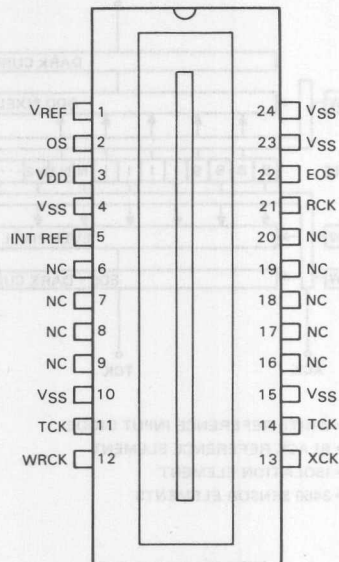 VREF 1 24 VSS
OS 2 23 VSS
VDD 3 22 EOS
VSS 4 21 RCK
INT REF 5 20 NC
NC 6 19 NC
NC 7 18 NC
NC 8 17 NC
NC 9 16 NC
VSS 10 15 VSS
TCK 11 14 TCK
WRCK 12 13 XCK